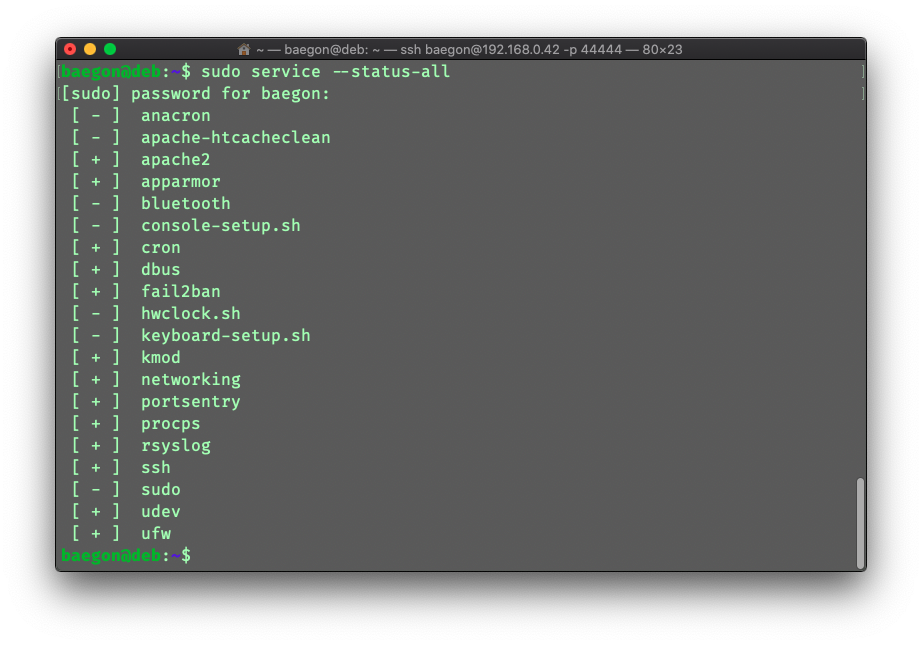 ~ — baegon@deb: ~ — ssh baegon@192.168.0.42 -p 44444 — 80×23
[baegon@deb:~$ sudo service --status-all ]
[[sudo] password for baegon: ]
[ - ]  anacron
[ - ]  apache-htcacheclean
[ + ]  apache2
[ + ]  apparmor
[ - ]  bluetooth
[ - ]  console-setup.sh
[ + ]  cron
[ + ]  dbus
[ + ]  fail2ban
[ - ]  hwclock.sh
[ - ]  keyboard-setup.sh
[ + ]  kmod
[ + ]  networking
[ + ]  portsentry
[ + ]  procps
[ + ]  rsyslog
[ + ]  ssh
[ - ]  sudo
[ + ]  udev
[ + ]  ufw
baegon@deb:~$